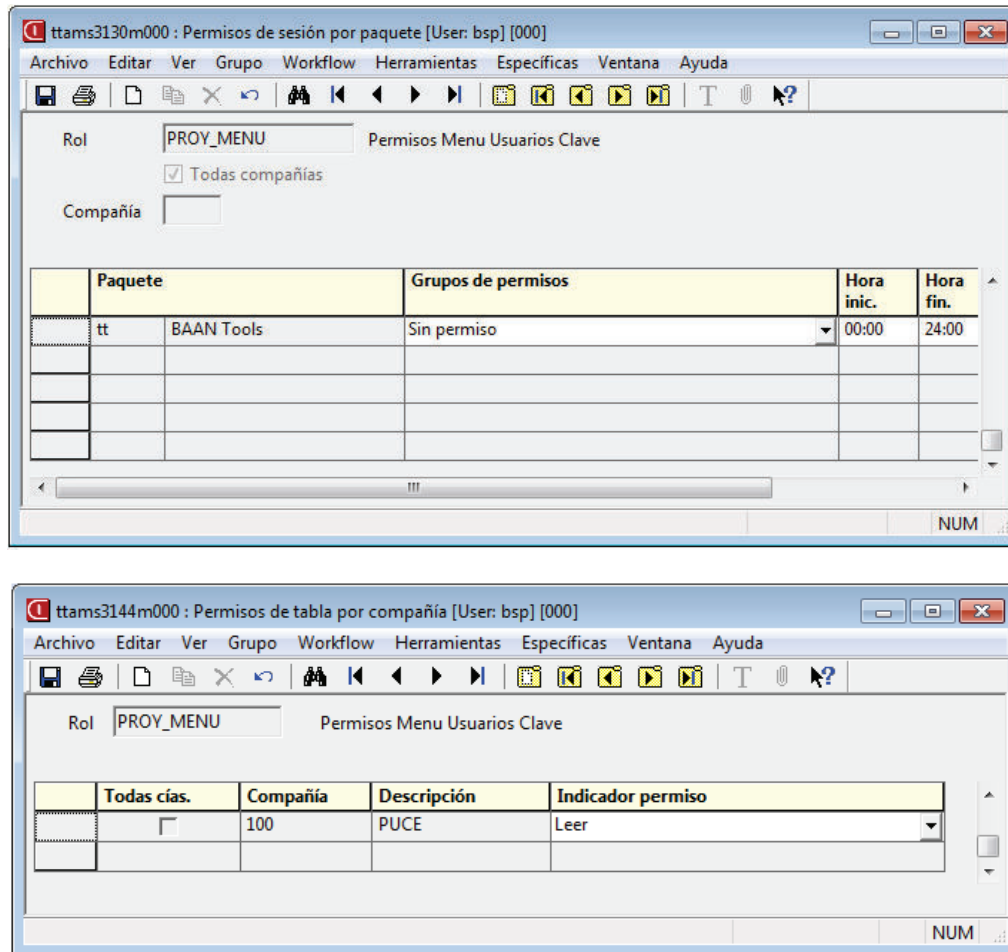 ttams3130m000 : Permisos de sesión por paquete [User: bsp] [000]
Archivo Editar Ver Grupo Workflow Herramientas Específicas Ventana Ayuda
Rol PROY_MENU Permisos Menu Usuarios Clave
Todas compañías
Compañía
Paquete Grupos de permisos Hora inic. Hora fin.
tt BAAN Tools Sin permiso 00:00 24:00
NUM
ttams3144m000 : Permisos de tabla por compañía [User: bsp] [000]
Archivo Editar Ver Grupo Workflow Herramientas Específicas Ventana Ayuda
Rol PROY_MENU Permisos Menu Usuarios Clave
Todas cías. Compañía Descripción Indicador permiso
100 PUCE Leer
NUM